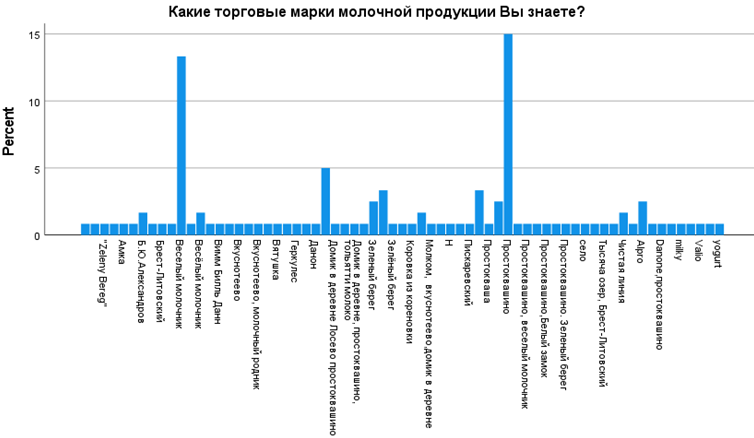 Какие торговые марки молочной продукции Вы знаете?
Percent
15
10
5
0
"Zeleny Bereg"
Амка
Б.Ю.Александров
Брест-Литовский
Веселый молочник
Весёлый молочник
Вимм Билль Данн
Вкуснотеево
Вкуснотеево, молочный родник
Вятушка
Геркулес
Данон
Домик в деревне Лосево простоквашино
Домик в деревне, простоквашино,
тольятти молоко
Зеленый берег
Зелёный берег
Коровка из кореновки
Молком, вкуснотеево,домик в деревне
Н
Пискаревский
Простокваша
Простоквашино
Простоквашино, веселый молочник
Простоквашино,Белый замок
Простоквашино. Зеленый берег
село
Тысяна озер, Брест-Литовский
Чистая линия
Alpro
Danone,простоквашино
milky
Valio
yogurt